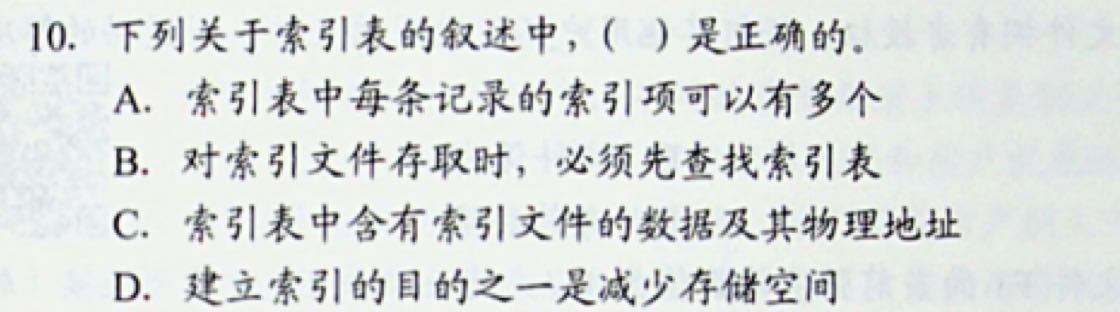 10. 下列关于索引表的叙述中，( ) 是正确的。
A. 索引表中每条记录的索引项可以有多个
B. 对索引文件存取时，必须先查找索引表
C. 索引表中含有索引文件的数据及其物理地址
D. 建立索引的目的之一是减少存储空间